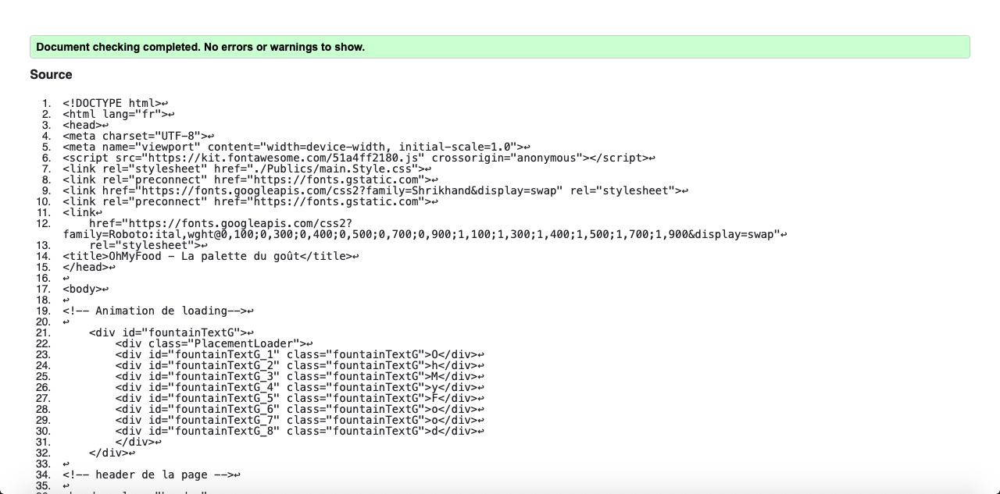 Document checking completed. No errors or warnings to show.
Source
1. <!DOCTYPE html>↩
2. <html lang="fr">↩
3. <head>↩
4. <meta charset="UTF-8">↩
5. <meta name="viewport" content="width=device-width, initial-scale=1.0">↩
6. <script src="https://kit.fontawesome.com/51a4ff2180.js" crossorigin="anonymous"></script>↩
7. <link rel="stylesheet" href="./Publics/main.Style.css">↩
8. <link rel="preconnect" href="https://fonts.gstatic.com">↩
9. <link href="https://fonts.googleapis.com/css2?family=Shrikhand&display=swap" rel="stylesheet">↩
10. <link rel="preconnect" href="https://fonts.gstatic.com">↩
11. <link↩
12. href="https://fonts.googleapis.com/css2?
family=Roboto:ital,wght@0,100;0,300;0,400;0,500;0,700;0,900;1,100;1,300;1,400;1,500;1,700;1,900&display=swap"↩
13. rel="stylesheet">↩
14. <title>OhMyFood – La palette du goût</title>↩
15. </head>↩
16. ↩
17. <body>↩
18. ↩
19. <!-- Animation de loading-->↩
20. ↩
21. <div id="fountainTextG">↩
22. <div class="PlacementLoader">↩
23. <div id="fountainTextG_1" class="fountainTextG">O</div>↩
24. <div id="fountainTextG_2" class="fountainTextG">h</div>↩
25. <div id="fountainTextG_3" class="fountainTextG">M</div>↩
26. <div id="fountainTextG_4" class="fountainTextG">y</div>↩
27. <div id="fountainTextG_5" class="fountainTextG">F</div>↩
28. <div id="fountainTextG_6" class="fountainTextG">o</div>↩
29. <div id="fountainTextG_7" class="fountainTextG">o</div>↩
30. <div id="fountainTextG_8" class="fountainTextG">d</div>↩
31. </div>↩
32. </div>↩
33. ↩
34. <!-- header de la page -->↩
35. ↩